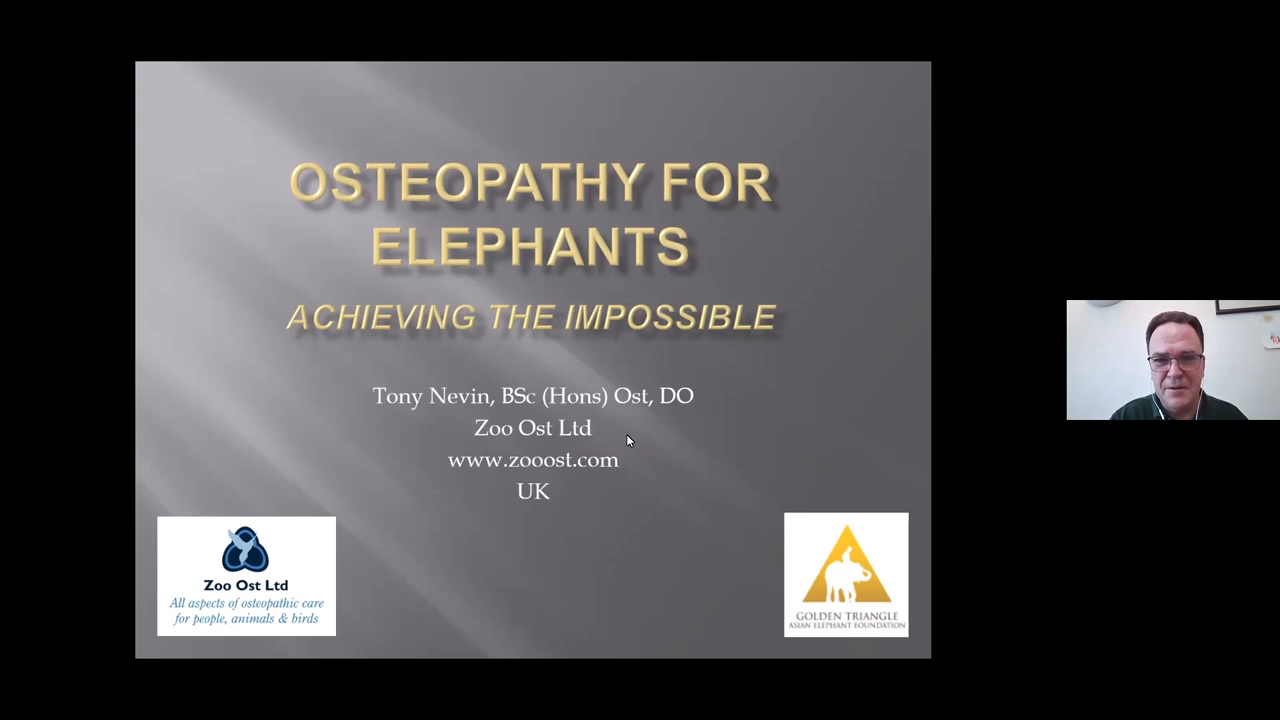 OSTEOPATHY FOR
ELEPHANTS
ACHIEVING THE IMPOSSIBLE
Tony Nevin, BSc (Hons) Ost, DO
Zoo Ost Ltd
www.zooost.com
UK
Zoo Ost Ltd
All aspects of osteopathic care
for people, animals & birds
GOLDEN TRIANGLE
ASIAN ELEPHANT FOUNDATION